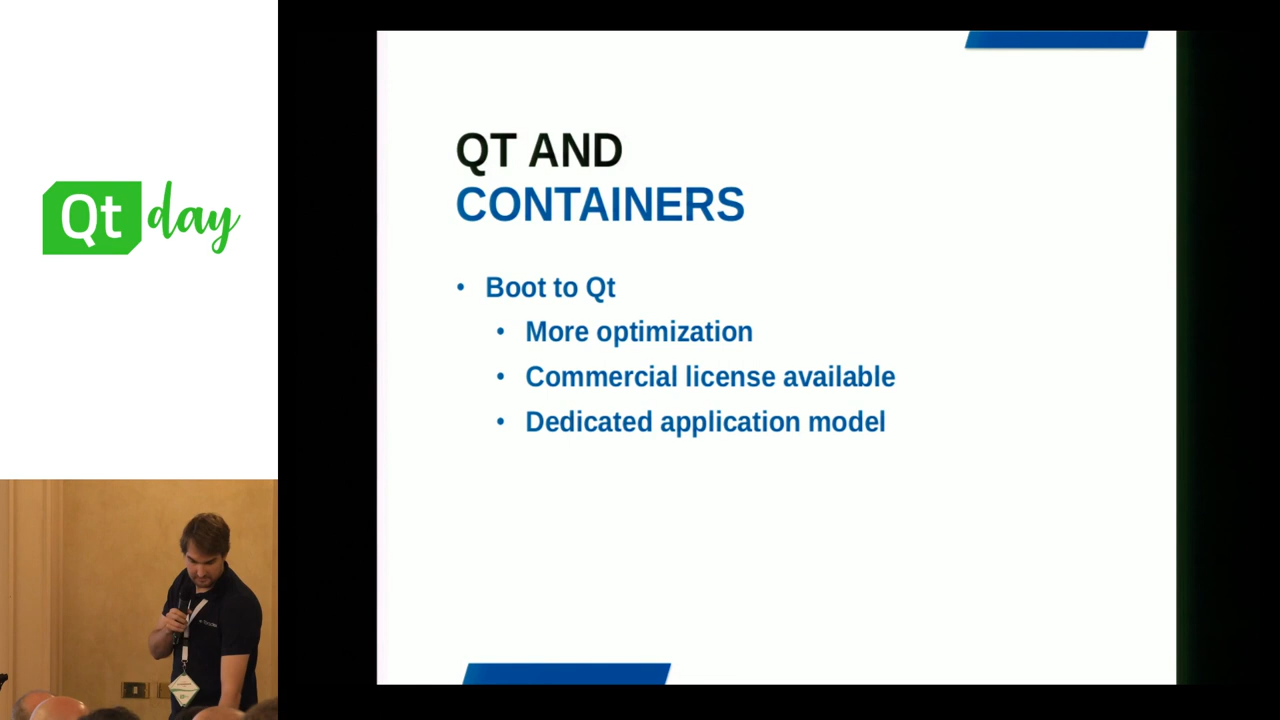 Qt day
QT AND
CONTAINERS
• Boot to Qt
• More optimization
• Commercial license available
• Dedicated application model